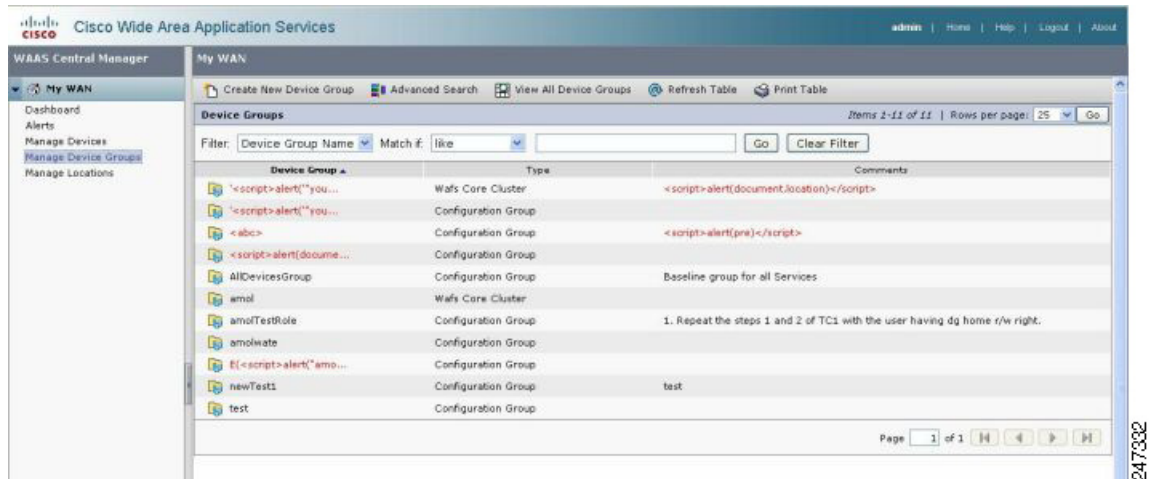 CISCO Cisco Wide Area Application Services admin | Home | Help | Logout | About
WAAS Central Manager My WAN
My WAN Create New Device Group Advanced Search View All Device Groups Refresh Table Print Table
Dashboard
Alerts
Manage Devices
Manage Device Groups
Manage Locations
Device Groups Items 1-11 of 11 | Rows per page: 25 Go
Filter: Device Group Name Match if: like Go Clear Filter
Device Group Type Comments
'<script>alert('"you... Wafs Core Cluster <script>alert(document.location)</script>
'<script>alert('"you... Configuration Group
<abc> Configuration Group <script>alert(pre)</script>
<script>alert(docume... Configuration Group
AllDevicesGroup Configuration Group Baseline group for all Services
amol Wafs Core Cluster
amolTestRole Configuration Group 1. Repeat the steps 1 and 2 of TC1 with the user having dg home r/w right.
amolwate Configuration Group
<script>alert("amo... Configuration Group
newTest1 Configuration Group test
test Configuration Group
Page 1 of 1
247332